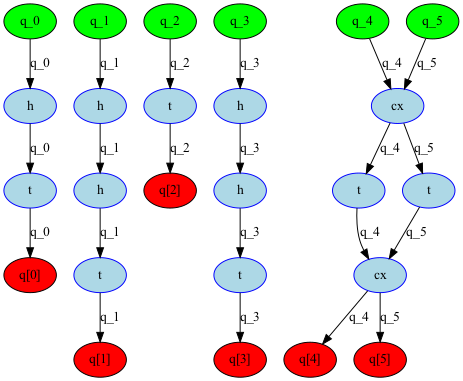 q_0 q_1 q_2 q_3 q_4 q_5
q_0 q_1 q_2 q_3 q_4 q_5
h h t h cx
q_0 q_1 q_2 q_3 q_4 q_5
t h q[2] h t t
q_0 q_1 q_3 q_4 q_5
q[0] t t cx
q_1 q_3 q_4 q_5
q[1] q[3] q[4] q[5]